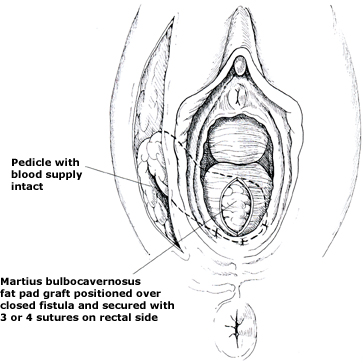 Pedicle with
blood supply
intact
Martius bulbocavernosus
fat pad graft positioned over
closed fistula and secured with
3 or 4 sutures on rectal side